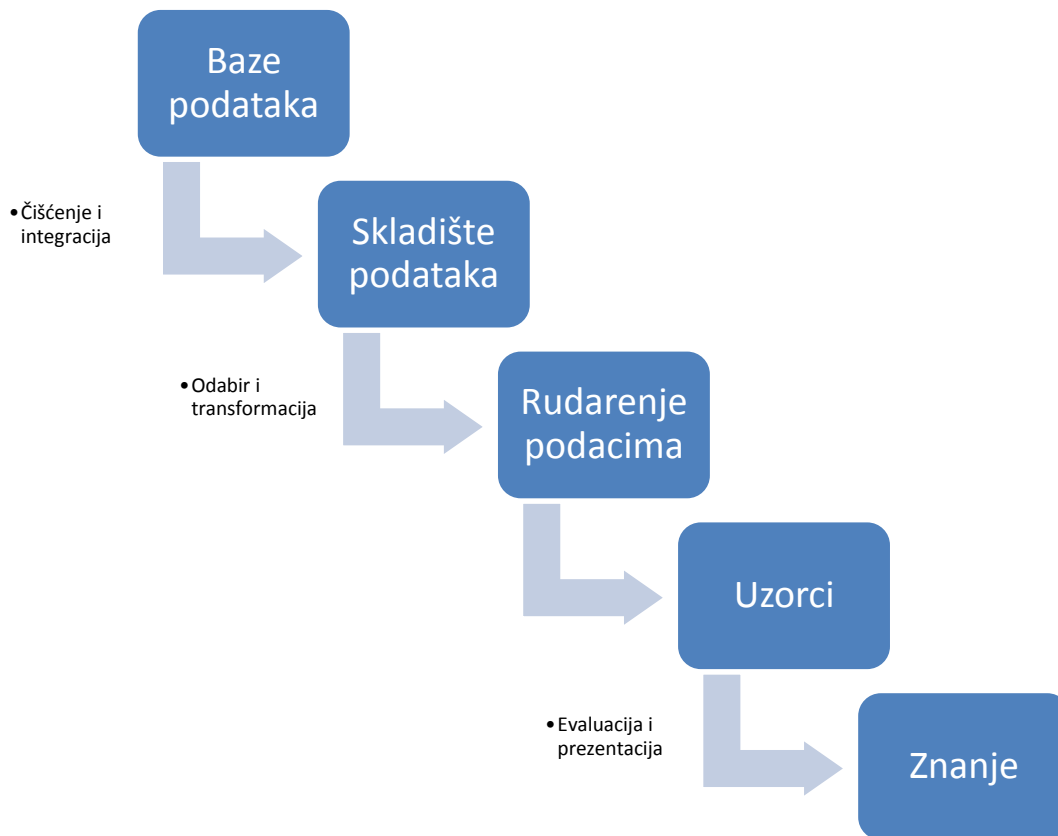 Baze
podataka
•Čišćenje i
integracija
Skladište
podataka
•Odabir i
transformacija
Rudarenje
podacima
Uzorci
•Evaluacija i
prezentacija
Znanje